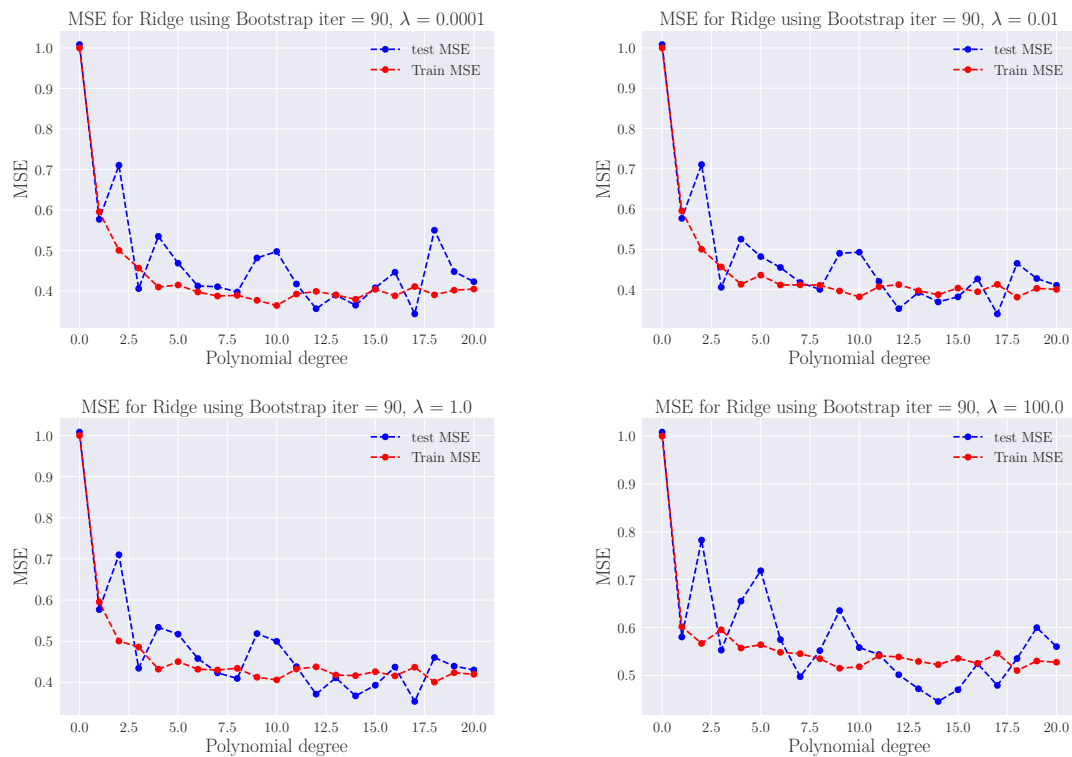 MSE for Ridge using Bootstrap iter = 90, λ = 0.0001
test MSE
Train MSE
1.0
0.9
0.8
0.7
0.6
0.5
0.4
MSE
0.0 2.5 5.0 7.5 10.0 12.5 15.0 17.5 20.0
Polynomial degree
MSE for Ridge using Bootstrap iter = 90, λ = 0.01
test MSE
Train MSE
1.0
0.9
0.8
0.7
0.6
0.5
0.4
MSE
0.0 2.5 5.0 7.5 10.0 12.5 15.0 17.5 20.0
Polynomial degree
MSE for Ridge using Bootstrap iter = 90, λ = 1.0
test MSE
Train MSE
1.0
0.9
0.8
0.7
0.6
0.5
0.4
MSE
0.0 2.5 5.0 7.5 10.0 12.5 15.0 17.5 20.0
Polynomial degree
MSE for Ridge using Bootstrap iter = 90, λ = 100.0
test MSE
Train MSE
1.0
0.9
0.8
0.7
0.6
0.5
MSE
0.0 2.5 5.0 7.5 10.0 12.5 15.0 17.5 20.0
Polynomial degree